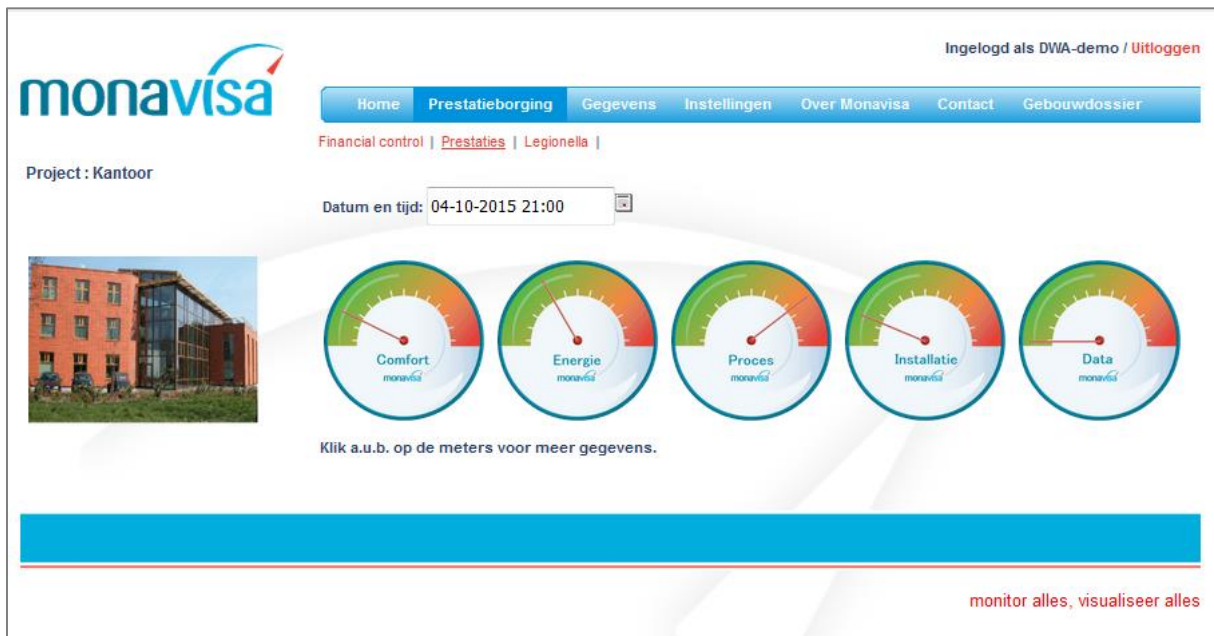 Ingelogd als DWA-demo / Uitloggen
monavisa
Home Prestatieborging Gegevens Instellingen Over Monavisa Contact Gebouwdossier
Financial control | Prestaties | Legionella |
Project : Kantoor
Datum en tijd: 04-10-2015 21:00
Comfort
monavisa
Energie
monavisa
Proces
monavisa
Installatie
monavisa
Data
monavisa
Klik a.u.b. op de meters voor meer gegevens.
monitor alles, visualiseer alles